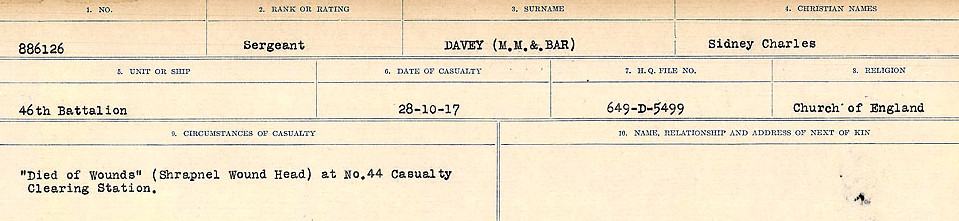 1. NO. 2. RANK OR RATING 3. SURNAME 4. CHRISTIAN NAMES
886126 Sergeant DAVEY (M.M.&.BAR) Sidney Charles
5. UNIT OR SHIP 6. DATE OF CASUALTY 7. H.Q. FILE NO. 8. RELIGION
46th Battalion 28-10-17 649-D-5499 Church of England
9. CIRCUMSTANCES OF CASUALTY 10. NAME, RELATIONSHIP AND ADDRESS OF NEXT OF KIN
"Died of Wounds" (Shrapnel Wound Head) at No.44 Casualty
Clearing Station.